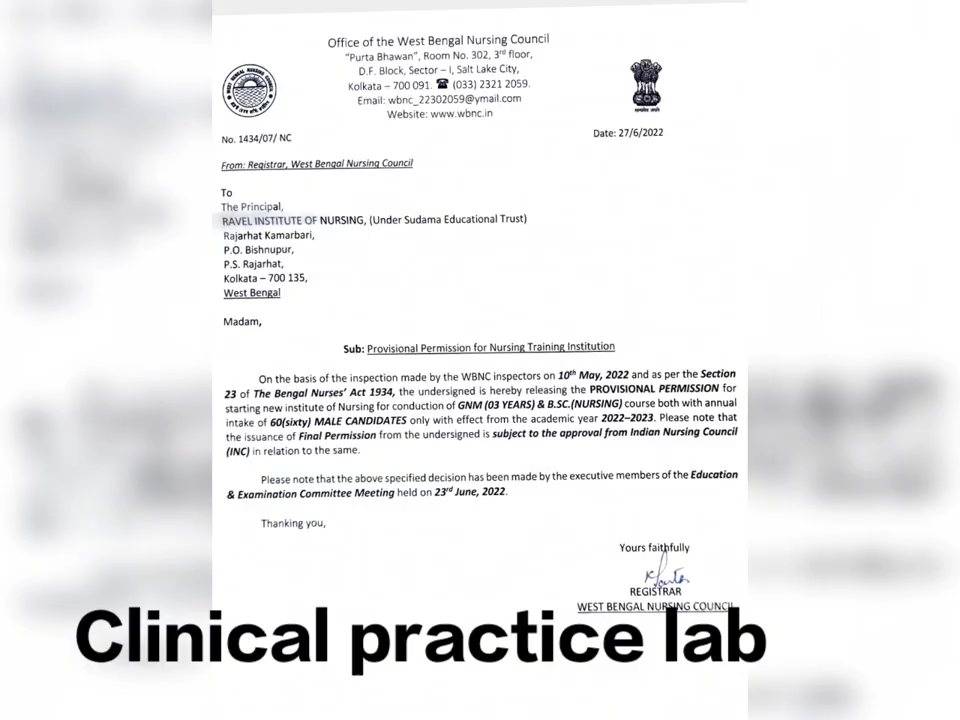 Office of the West Bengal Nursing Council
“Purta Bhawan”, Room No. 302, 3rd floor,
D.F. Block, Sector – I, Salt Lake City,
Kolkata – 700 091. ☎ (033) 2321 2059.
Email: wbnc_22302059@ymail.com
Website: www.wbnc.in
No. 1434/07/ NC
Date: 27/6/2022
From: Registrar, West Bengal Nursing Council
To
The Principal,
RAVEL INSTITUTE OF NURSING, (Under Sudama Educational Trust)
Rajarhat Kamarbari,
P.O. Bishnupur,
P.S. Rajarhat,
Kolkata – 700 135,
West Bengal
Madam,
Sub: Provisional Permission for Nursing Training Institution
On the basis of the inspection made by the WBNC inspectors on 10th May, 2022 and as per the Section
23 of The Bengal Nurses’ Act 1934, the undersigned is hereby releasing the PROVISIONAL PERMISSION for
starting new institute of Nursing for conduction of GNM (03 YEARS) & B.SC.(NURSING) course both with annual
intake of 60(sixty) MALE CANDIDATES only with effect from the academic year 2022–2023. Please note that
the issuance of Final Permission from the undersigned is subject to the approval from Indian Nursing Council
(INC) in relation to the same.
Please note that the above specified decision has been made by the executive members of the Education
& Examination Committee Meeting held on 23rd June, 2022.
Thanking you,
Yours faithfully
REGISTRAR
WEST BENGAL NURSING COUNCIL
Clinical practice lab